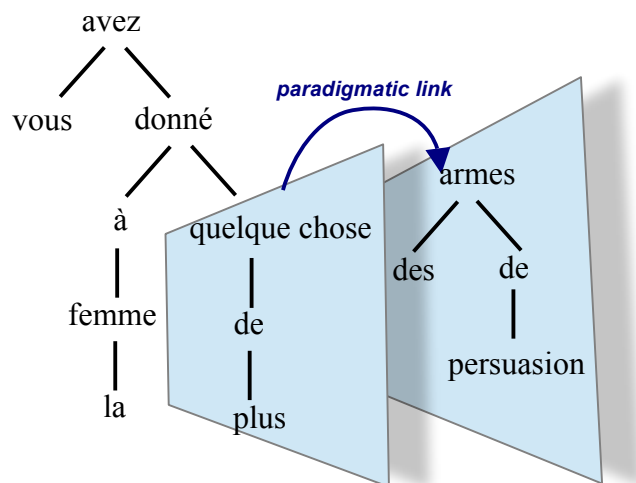 avez
paradigmatic link
vous donné
armes
à quelque chose
des de
femme de
persuasion
la plus